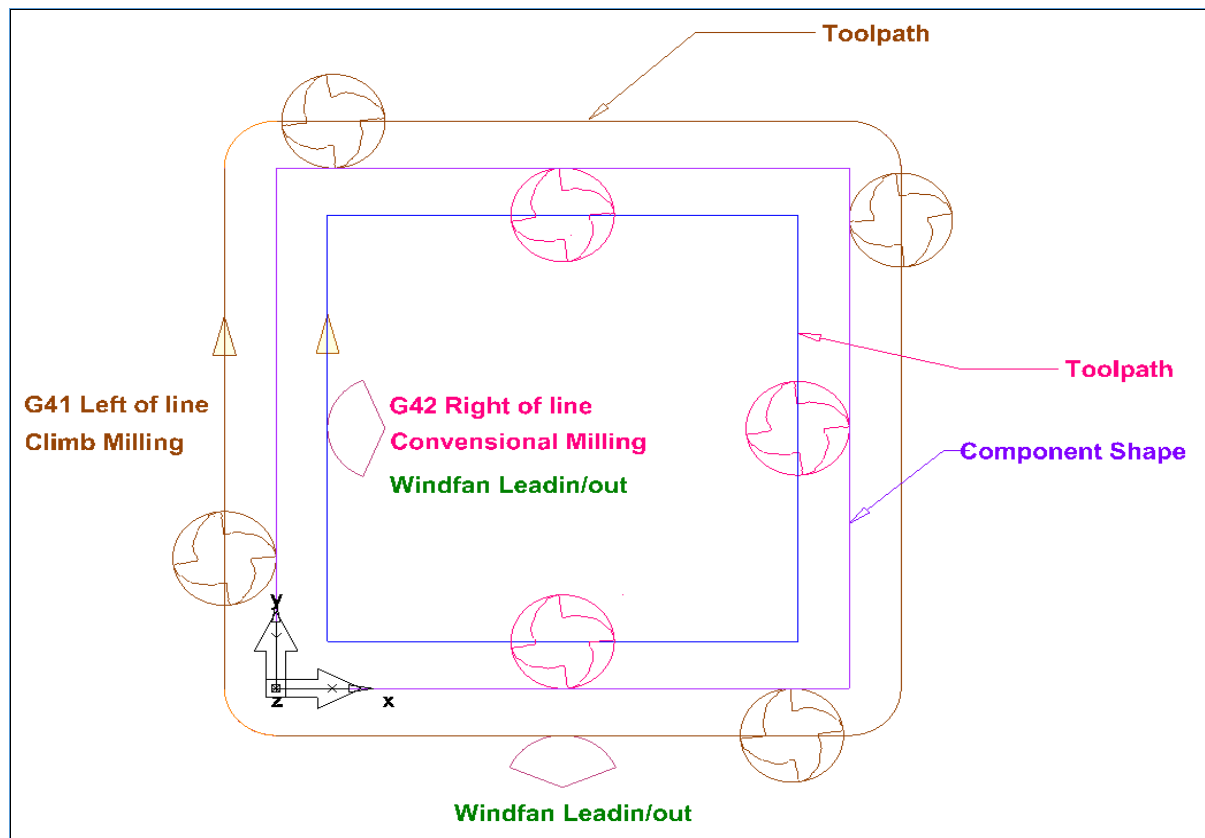 Toolpath
Toolpath
G41 Left of line
Climb Milling
G42 Right of line
Convensional Milling
Windfan Leadin/out
Component Shape
y
z
x
Windfan Leadin/out